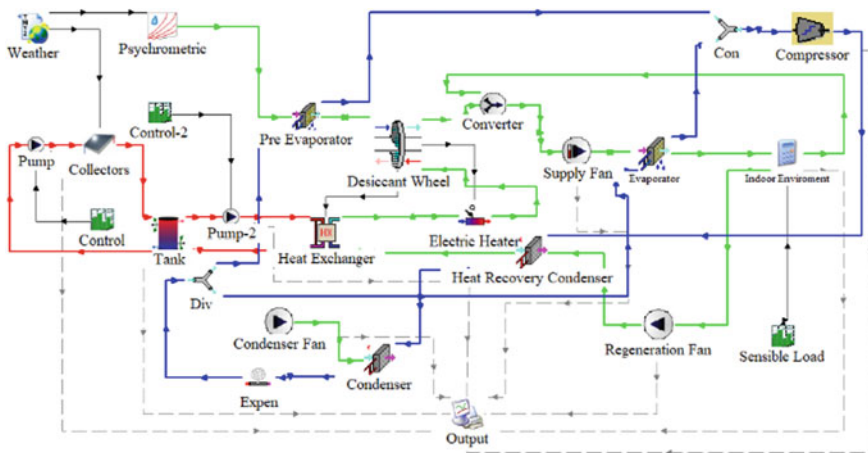 Weather
Psychrometric
Con
Compressor
Control-2
Pre Evaporator
Converter
Pump
Collectors
Desiccant Wheel
Supply Fan
Evaporator
Indoor Enviroment
Control
Tank
Pump-2
HX
Heat Exchanger
Electric Heater
Heat Recovery Condenser
Div
Condenser Fan
Regeneration Fan
Sensible Load
Expen
Condenser
Output